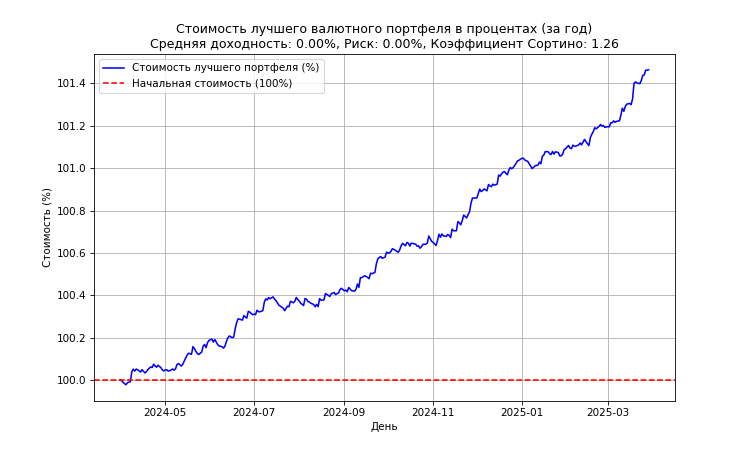 Стоимость лучшего валютного портфеля в процентах (за год)
Средняя доходность: 0.00%, Риск: 0.00%, Коэффициент Сортино: 1.26
Стоимость лучшего портфеля (%)
Начальная стоимость (100%)
Стоимость (%)
101.4
101.2
101.0
100.8
100.6
100.4
100.2
100.0
2024-05
2024-07
2024-09
2024-11
2025-01
2025-03
День